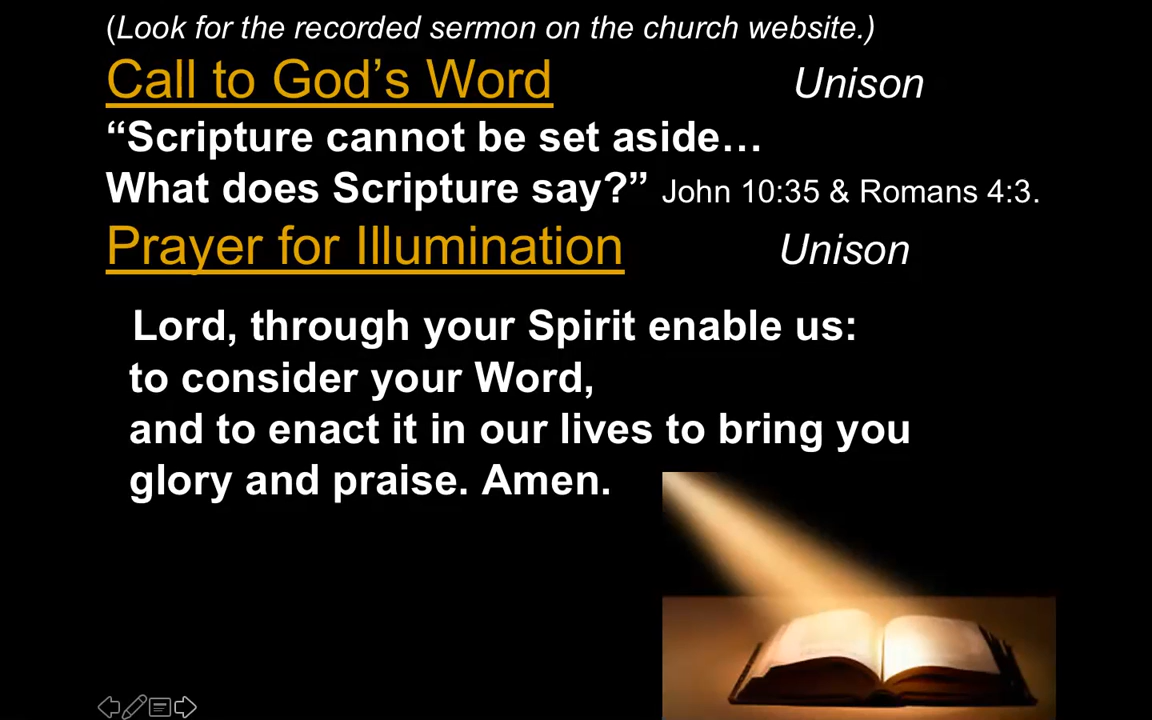 (Look for the recorded sermon on the church website.)
Call to God’s Word Unison
“Scripture cannot be set aside…
What does Scripture say?” John 10:35 & Romans 4:3.
Prayer for Illumination Unison
Lord, through your Spirit enable us:
to consider your Word,
and to enact it in our lives to bring you
glory and praise. Amen.